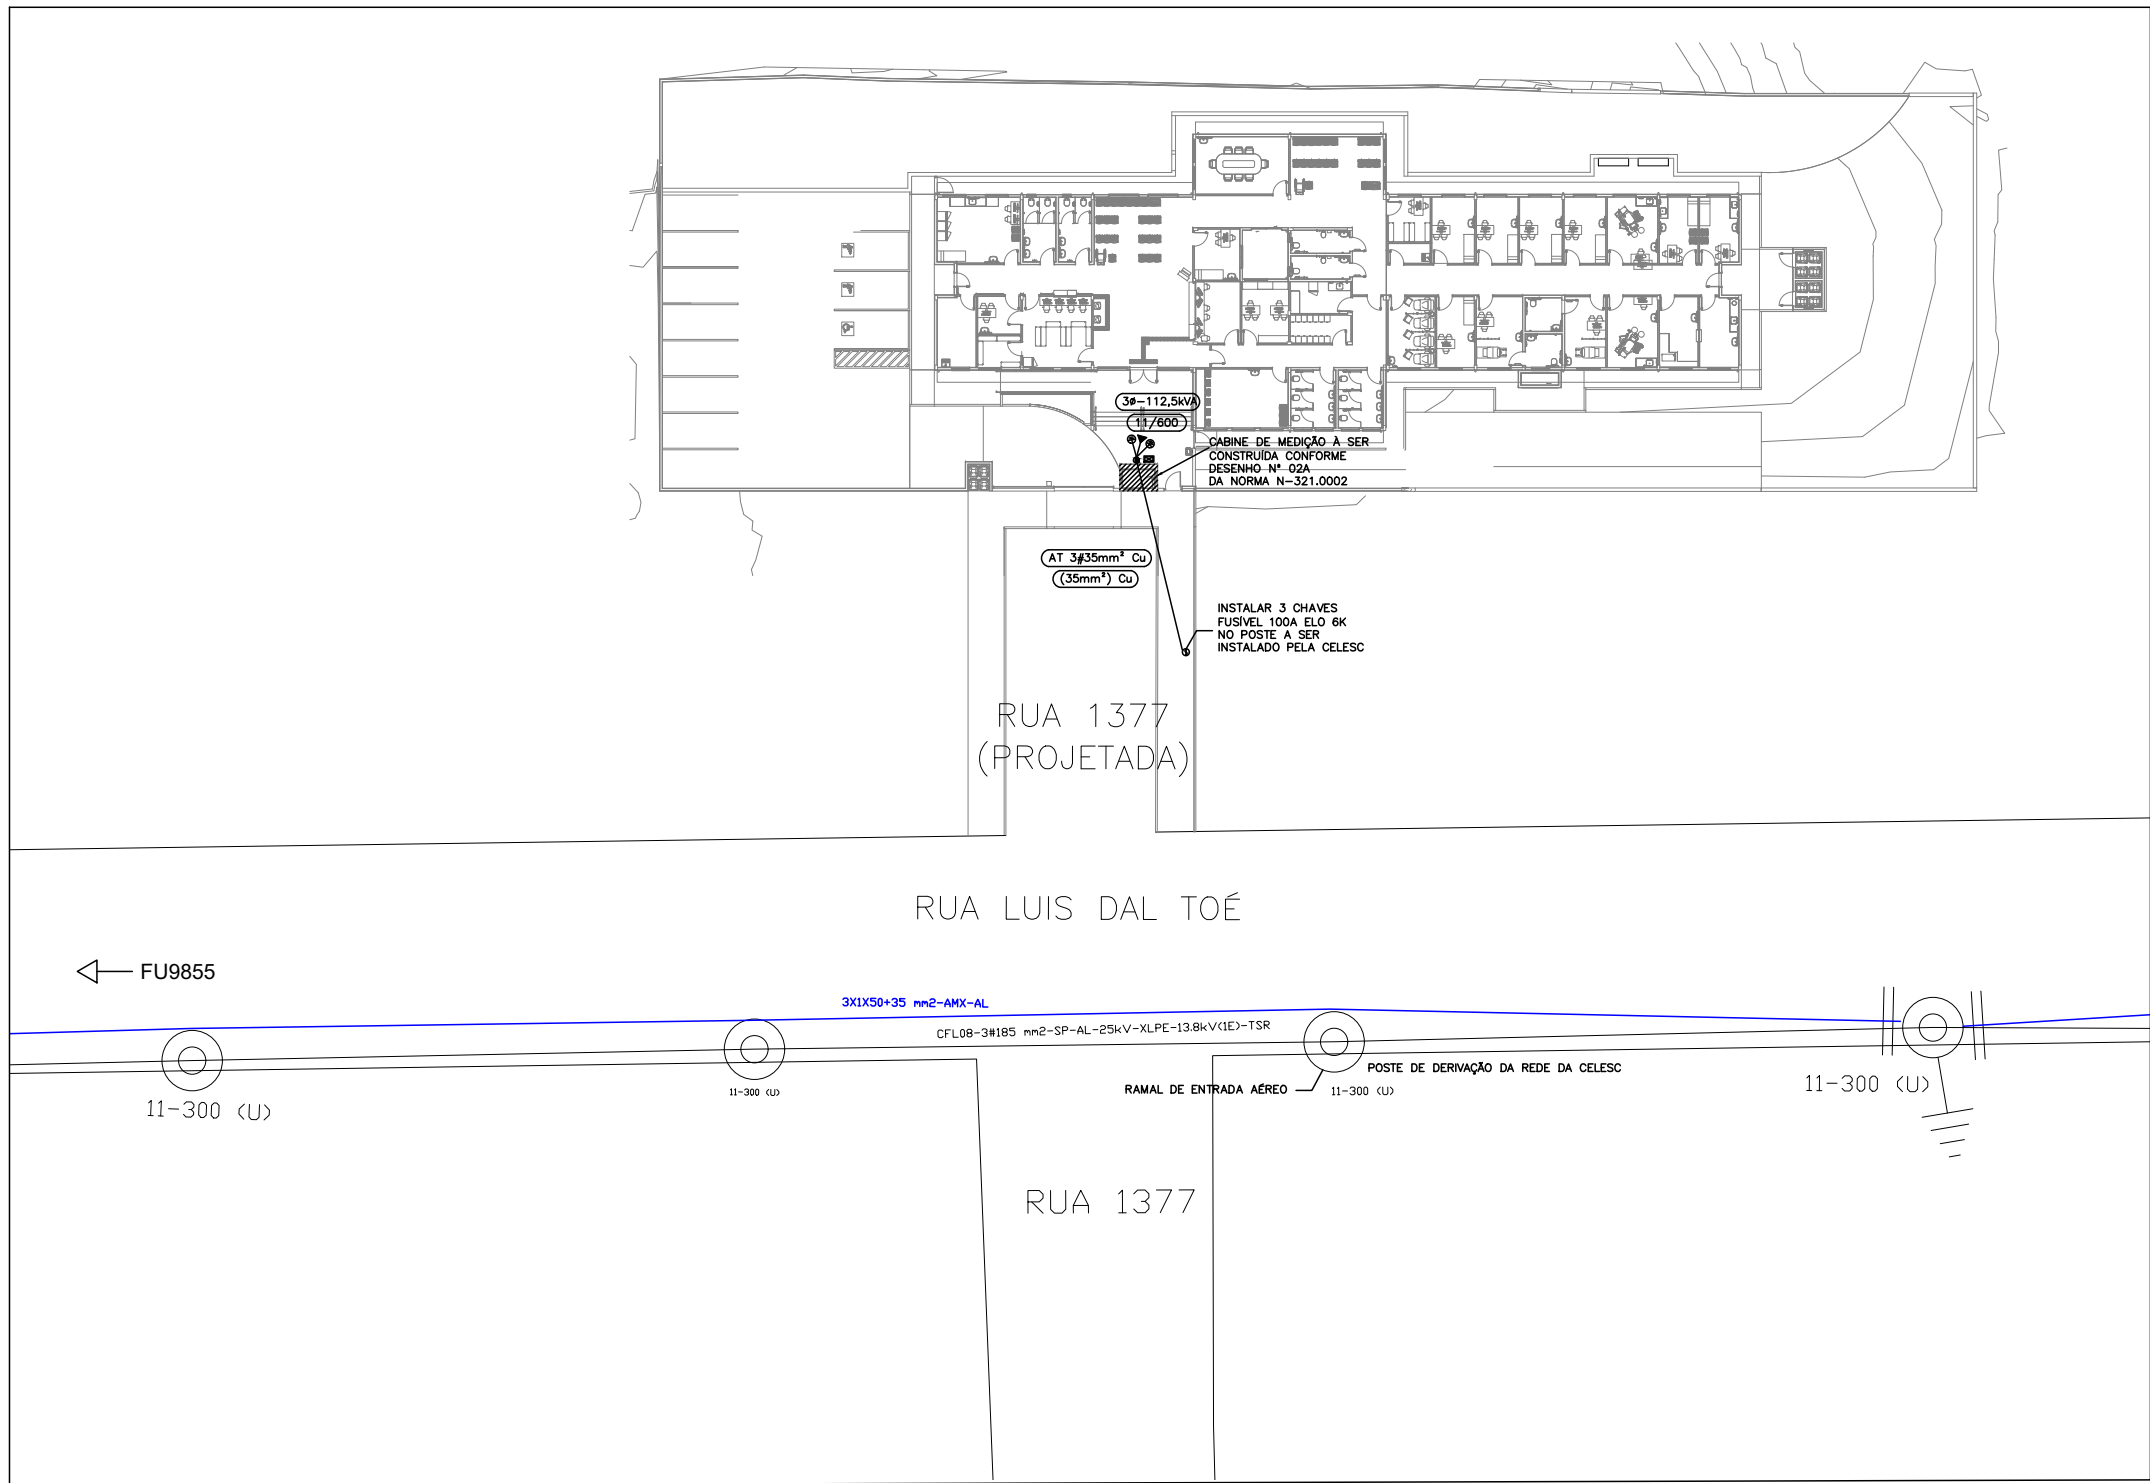 3ø-112,5kVA
11/600
CABINE DE MEDIÇÃO À SER
CONSTRUÍDA CONFORME
DESENHO Nº 02A
DA NORMA N-321.0002
AT 3#35mm² Cu
(35mm²) Cu
INSTALAR 3 CHAVES
FUSÍVEL 100A ELO 6K
NO POSTE A SER
INSTALADO PELA CELESC
RUA 1377
(PROJETADA)
RUA LUIS DAL TOÉ
FU9855
3X1X50+35 mm2-AMX-AL
CFL08-3#185 mm2-SP-AL-25kV-XLPE-13.8kV(1E)-TSR
POSTE DE DERIVAÇÃO DA REDE DA CELESC
RAMAL DE ENTRADA AÉREO
11-300 (U)
11-300 (U)
11-300 (U)
11-300 (U)
RUA 1377